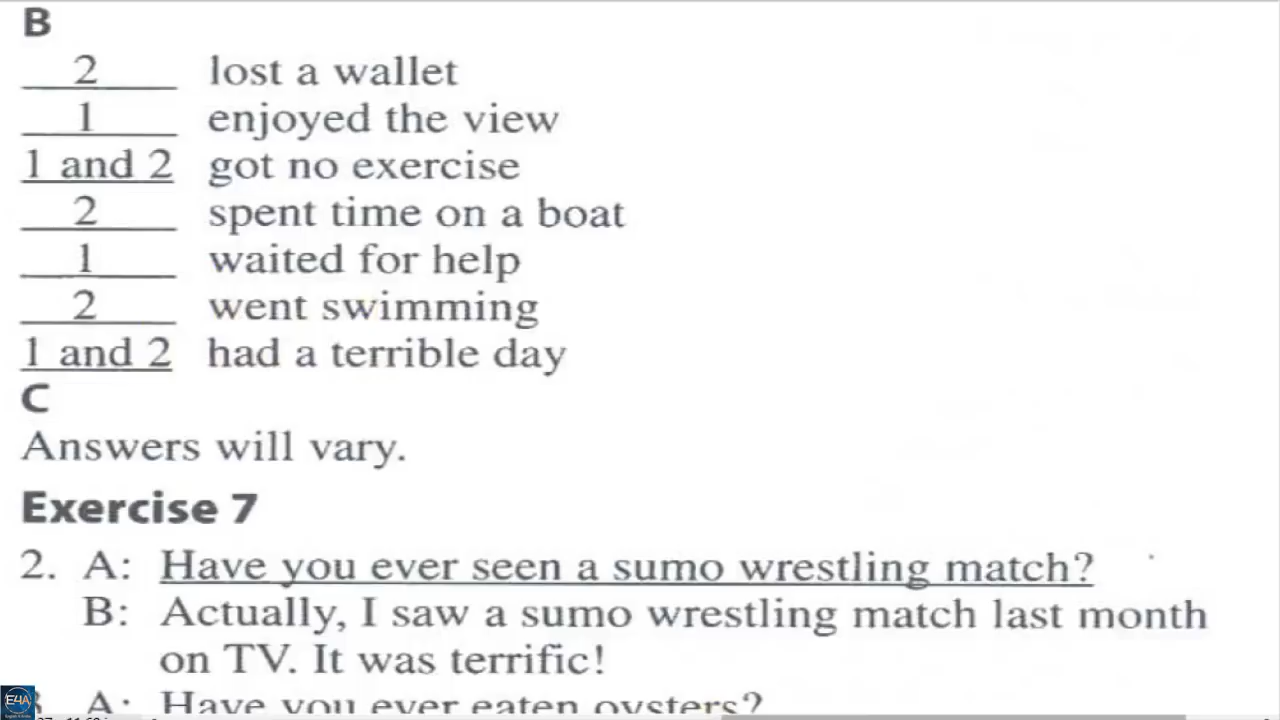 B
2 lost a wallet
1 enjoyed the view
1 and 2 got no exercise
2 spent time on a boat
1 waited for help
2 went swimming
1 and 2 had a terrible day
C
Answers will vary.
Exercise 7
2. A: Have you ever seen a sumo wrestling match?
B: Actually, I saw a sumo wrestling match last month
on TV. It was terrific!
A: Have you ever eaten oysters?
E4A